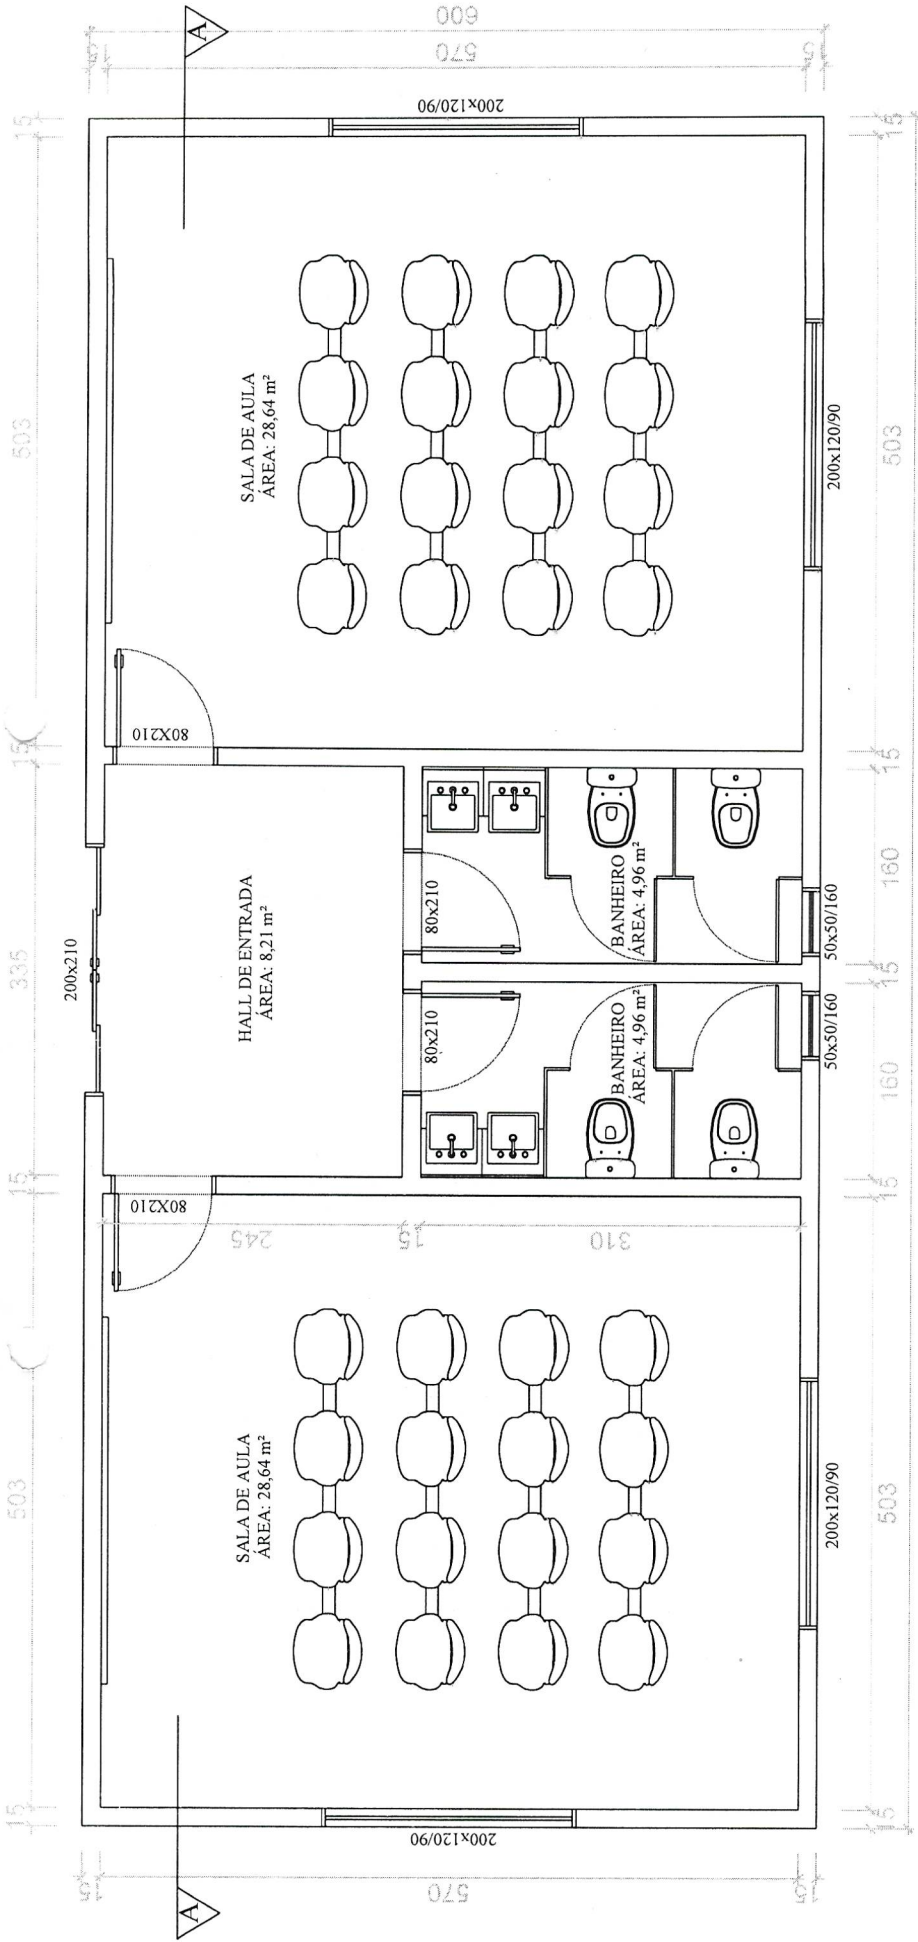 15 503 15 335 15 503 15
200x210
15 15
A A
80X210 80X210
SALA DE AULA
ÁREA: 28,64 m²
HALL DE ENTRADA
ÁREA: 8,21 m²
SALA DE AULA
ÁREA: 28,64 m²
245
15
310
570
200x120/90
200x120/90
570
600
80x210 80x210
BANHEIRO
ÁREA: 4,96 m²
BANHEIRO
ÁREA: 4,96 m²
15 15
200x120/90 50x50/160 50x50/160 200x120/90
15 503 15 160 15 160 15 503 15